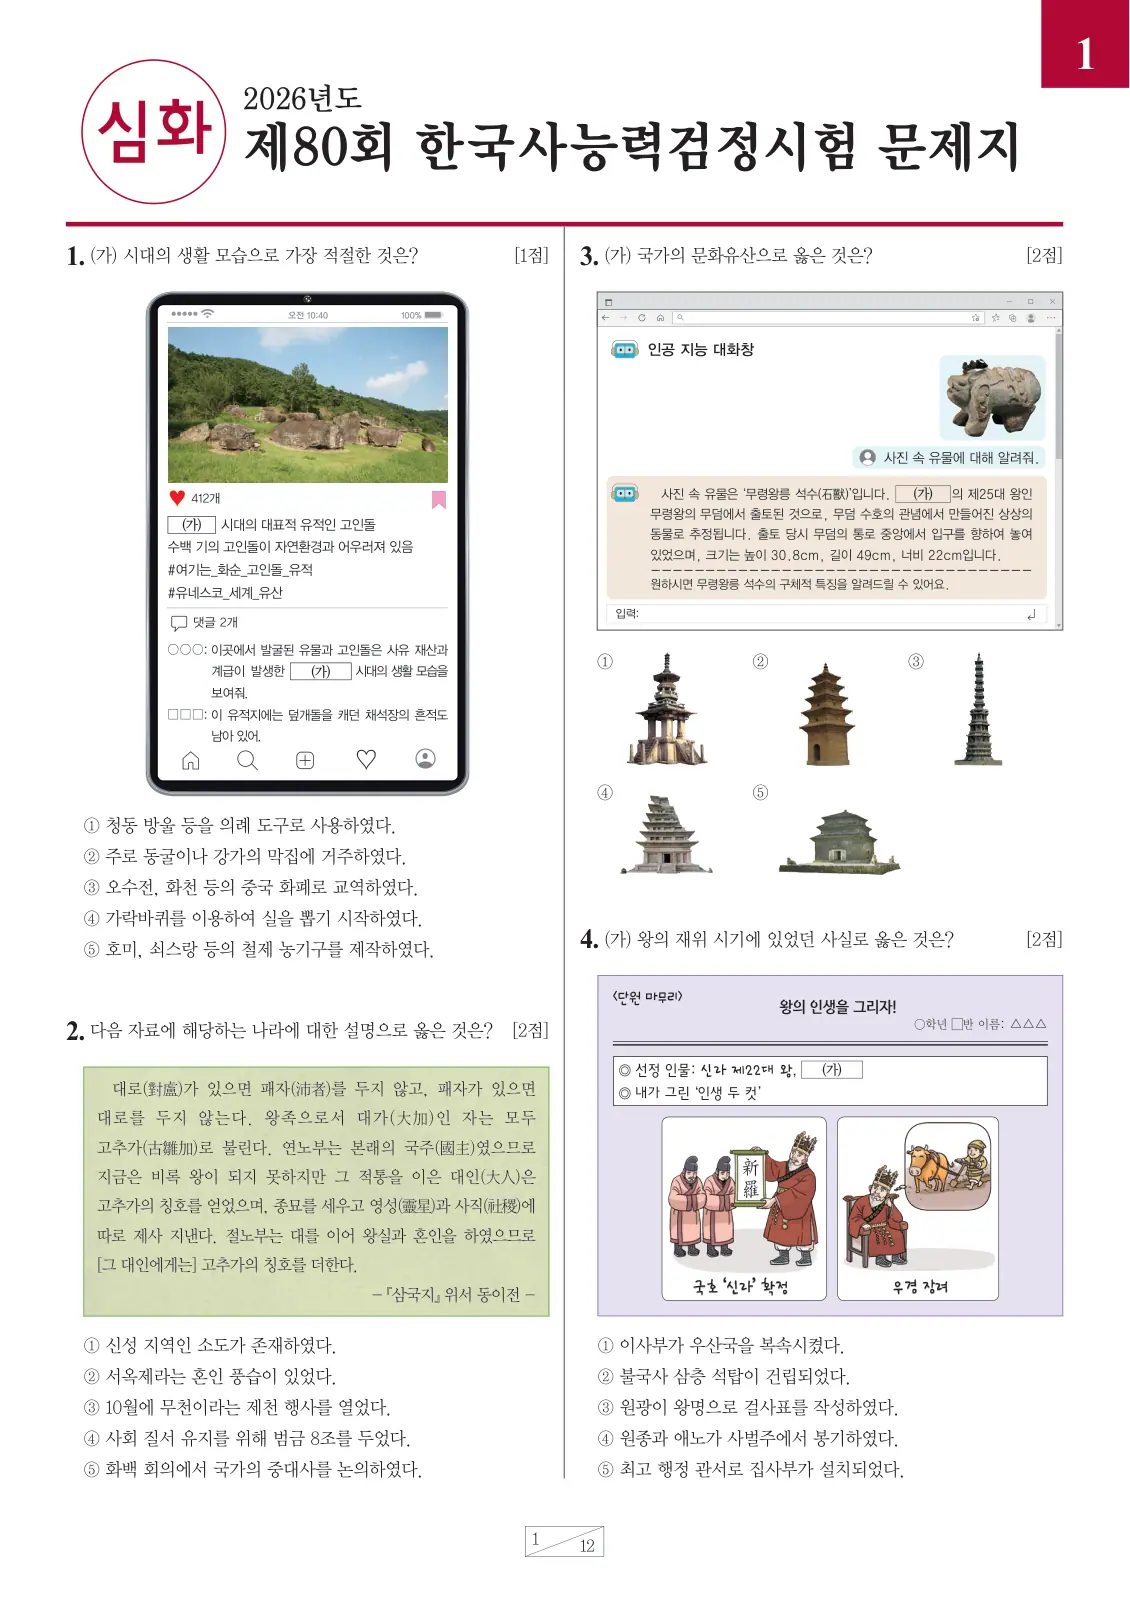 1
심화
2026년도
제80회 한국사능력검정시험 문제지
1. (가) 시대의 생활 모습으로 가장 적절한 것은? [1점]
오전 10:40 100%
412개
(가) 시대의 대표적 유적인 고인돌
수백 기의 고인돌이 자연환경과 어우러져 있음
#여기는_화순_고인돌_유적
#유네스코_세계_유산
댓글 2개
○○○: 이곳에서 발굴된 유물과 고인돌은 사유 재산과
계급이 발생한 (가) 시대의 생활 모습을
보여줘.
□□□: 이 유적지에는 덮개돌을 캐던 채석장의 흔적도
남아 있어.
① 청동 방울 등을 의례 도구로 사용하였다.
② 주로 동굴이나 강가의 막집에 거주하였다.
③ 오수전, 화천 등의 중국 화폐로 교역하였다.
④ 가락바퀴를 이용하여 실을 뽑기 시작하였다.
⑤ 호미, 쇠스랑 등의 철제 농기구를 제작하였다.
2. 다음 자료에 해당하는 나라에 대한 설명으로 옳은 것은? [2점]
대로(對盧)가 있으면 패자(沛者)를 두지 않고, 패자가 있으면
대로를 두지 않는다. 왕족으로서 대가(大加)인 자는 모두
고추가(古雛加)로 불린다. 연노부는 본래의 국주(國主)였으므로
지금은 비록 왕이 되지 못하지만 그 적통을 이은 대인(大人)은
고추가의 칭호를 얻었으며, 종묘를 세우고 영성(靈星)과 사직(社稷)에
따로 제사 지낸다. 절노부는 대를 이어 왕실과 혼인을 하였으므로
[그 대인에게는] 고추가의 칭호를 더한다.
- 『삼국지』 위서 동이전 -
① 신성 지역인 소도가 존재하였다.
② 서옥제라는 혼인 풍습이 있었다.
③ 10월에 무천이라는 제천 행사를 열었다.
④ 사회 질서 유지를 위해 범금 8조를 두었다.
⑤ 화백 회의에서 국가의 중대사를 논의하였다.
3. (가) 국가의 문화유산으로 옳은 것은? [2점]
인공 지능 대화창
사진 속 유물에 대해 알려줘.
사진 속 유물은 '무령왕릉 석수(石獸)'입니다. (가) 의 제25대 왕인
무령왕의 무덤에서 출토된 것으로, 무덤 수호의 관념에서 만들어진 상상의
동물로 추정됩니다. 출토 당시 무덤의 통로 중앙에서 입구를 향하여 놓여
있었으며, 크기는 높이 30.8cm, 길이 49cm, 너비 22cm입니다.
원하시면 무령왕릉 석수의 구체적 특징을 알려드릴 수 있어요.
입력:
① ② ③
④ ⑤
4. (가) 왕의 재위 시기에 있었던 사실로 옳은 것은? [2점]
<단원 마무리>
왕의 인생을 그리자!
○학년 □반 이름: △△△
◎ 선정 인물: 신라 제22대 왕, (가)
◎ 내가 그린 '인생 두 컷'
新羅
국호 '신라' 확정
우경 장려
① 이사부가 우산국을 복속시켰다.
② 불국사 삼층 석탑이 건립되었다.
③ 원광이 왕명으로 걸사표를 작성하였다.
④ 원종과 애노가 사벌주에서 봉기하였다.
⑤ 최고 행정 관서로 집사부가 설치되었다.
1
12